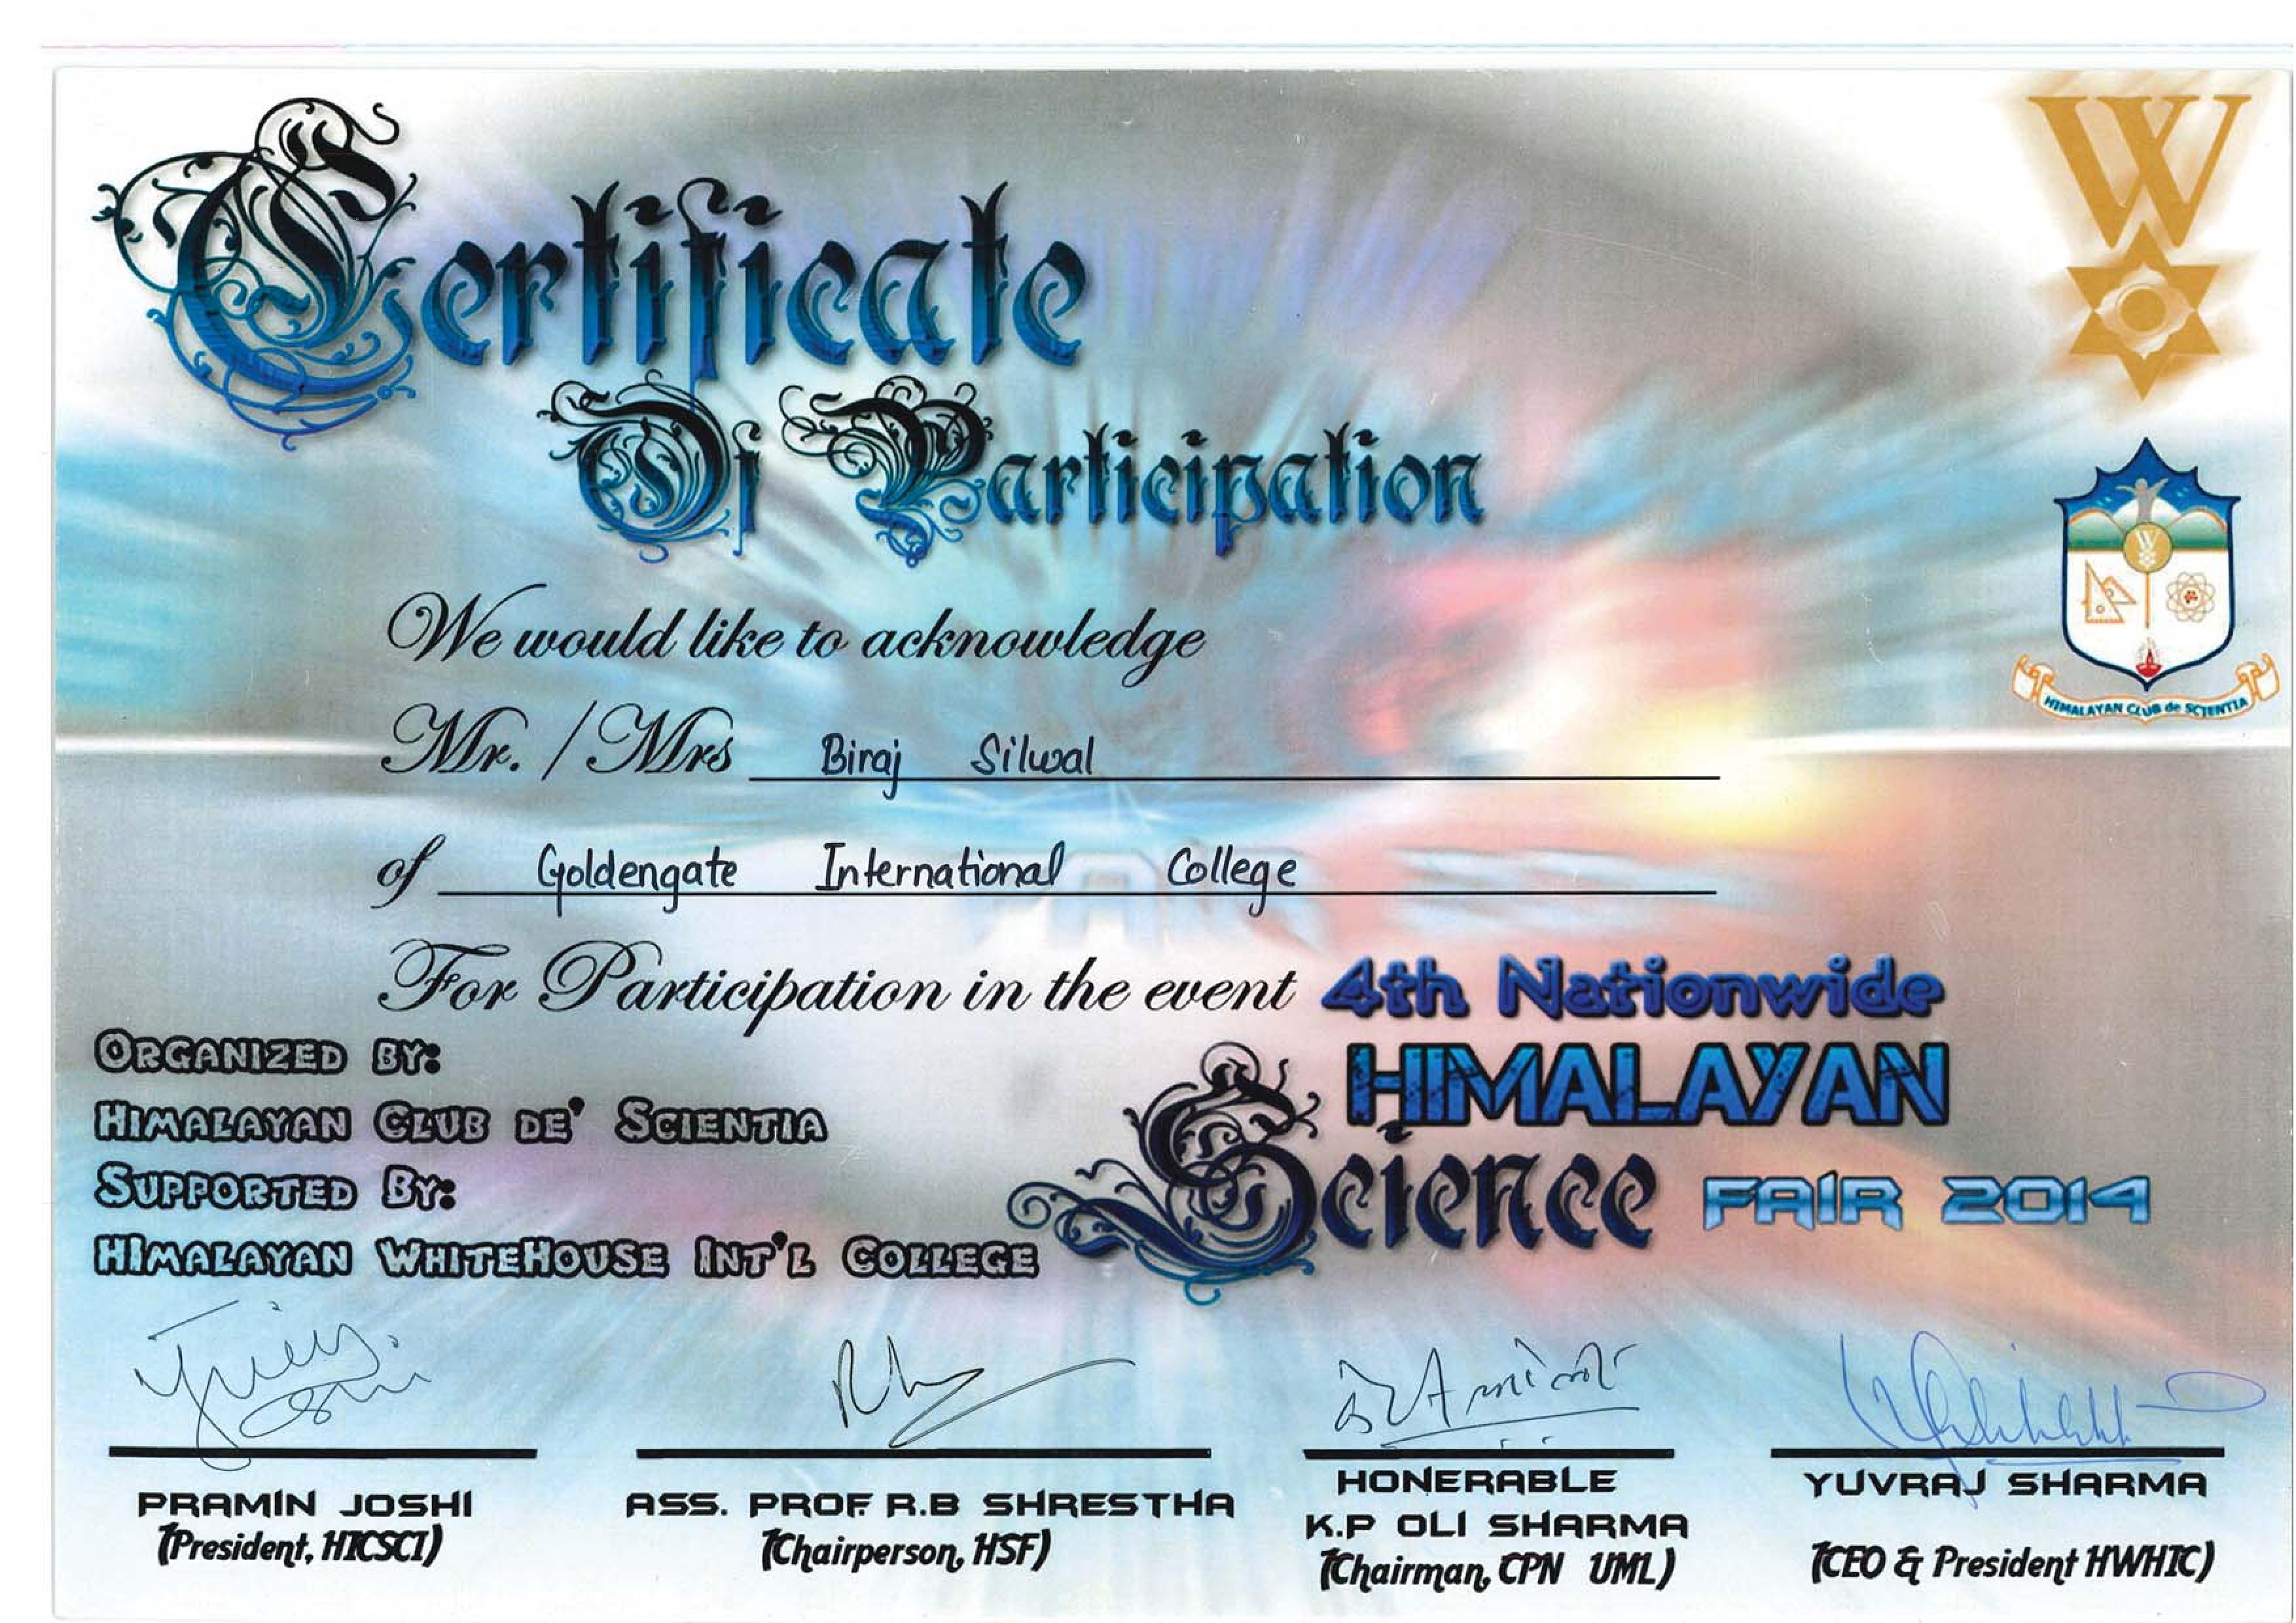 Certificate
Of Participation
We would like to acknowledge
Mr. / Mrs Biraj Silwal
of Goldengate International College
For Participation in the event 4th Nationwide
HIMALAYAN
Science FAIR 2014
ORGANIZED BY:
HIMALAYAN CLUB DE' SCIENTIA
SUPPORTED BY:
HIMALAYAN WHITEHOUSE INT'L COLLEGE
W
W
HIMALAYAN CLUB de SCIENTIA
PRAMIN JOSHI
(President, HICSCI)
ASS. PROF R.B SHRESTHA
(Chairperson, HSF)
HONERABLE
K.P OLI SHARMA
(Chairman, CPN UML)
YUVRAJ SHARMA
(CEO & President HWHIC)